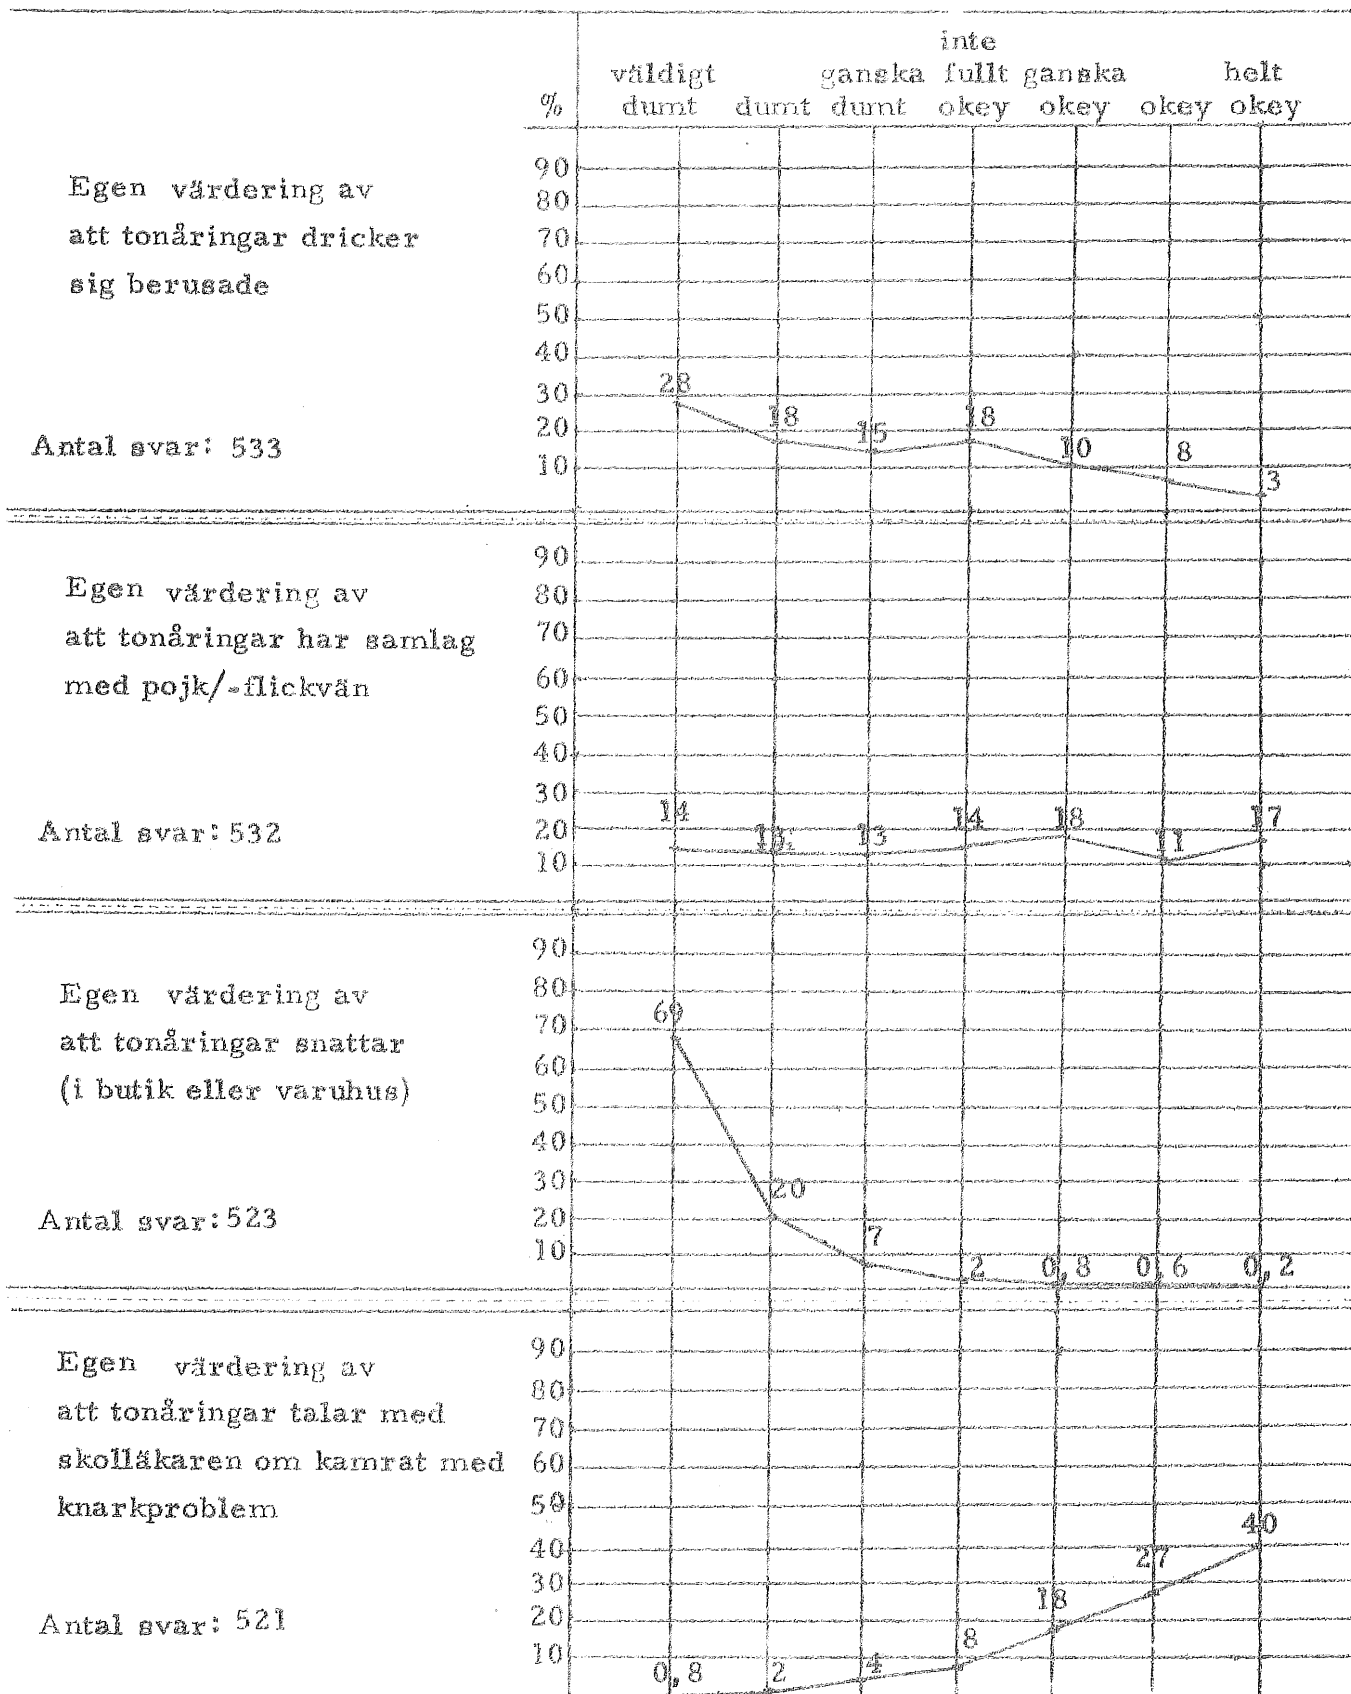 inte
väldigt ganska fullt ganska helt
% dumt dumt dumt okey okey okey okey
90
Egen värdering av
80
att tonåringar dricker
70
60
sig berusade
50
40
30
28 18 15 18 10 8 3
20
Antal svar: 533
10
90
Egen värdering av
80
att tonåringar har samlag
70
60
med pojk/-flickvän
50
40
30
14 13 14 18 11 17
20
Antal svar: 532
10
90
Egen värdering av
80
69
70
att tonåringar snattar
60
(i butik eller varuhus)
50
40
30
20
20
Antal svar: 523
7
10
2 0,8 0,6 0,2
90
Egen värdering av
80
att tonåringar talar med
70
skolläkaren om kamrat med
60
50
knarkproblem
40
40
27
30
18
20
Antal svar: 521
8
10
0,8 2 4